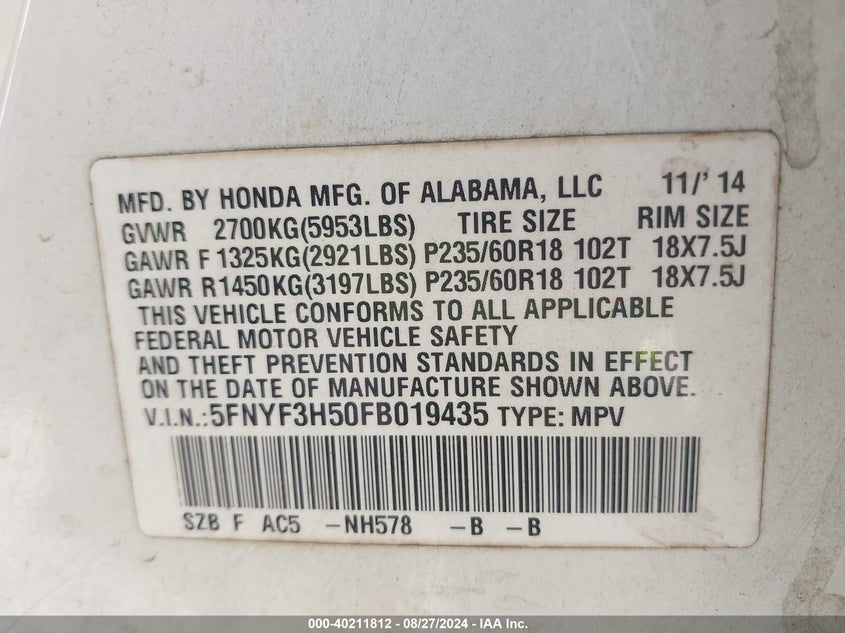 MFD. BY HONDA MFG. OF ALABAMA, LLC 11/' 14
GVWR 2700KG(5953LBS) TIRE SIZE RIM SIZE
GAWR F 1325KG(2921LBS) P235/60R18 102T 18X7.5J
GAWR R1450KG(3197LBS) P235/60R18 102T 18X7.5J
THIS VEHICLE CONFORMS TO ALL APPLICABLE
FEDERAL MOTOR VEHICLE SAFETY
AND THEFT PREVENTION STANDARDS IN EFFECT
ON THE DATE OF MANUFACTURE SHOWN ABOVE.
V.I.N.:5FNYF3H50FB019435 TYPE: MPV
SZB F AC5 -NH578 -B -B
000-40211812 - 08/27/2024 - IAA Inc.